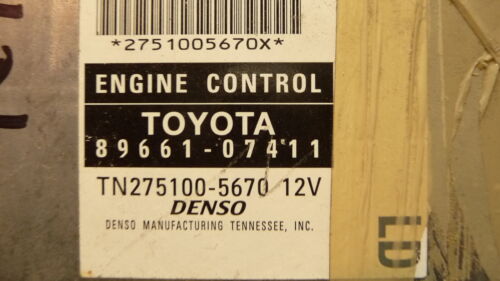 *2751005670X*
ENGINE CONTROL
TOYOTA
89661-07411
TN275100-5670 12V
DENSO
DENSO MANUFACTURING TENNESSEE, INC.